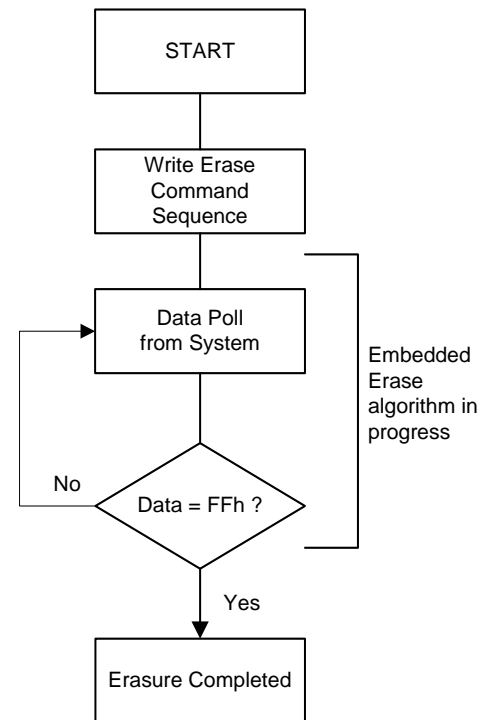 START
Write Erase
Command
Sequence
Data Poll
from System
Embedded
Erase
algorithm in
progress
No
Data = FFh ?
Yes
Erasure Completed